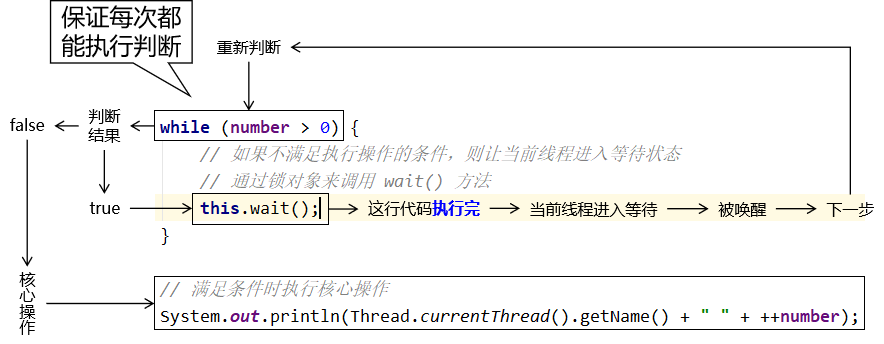 保证每次都
能执行判断
重新判断
false
判断
结果
while (number > 0) {
// 如果不满足执行操作的条件，则让当前线程进入等待状态
// 通过锁对象来调用 wait() 方法
true
this.wait();
这行代码执行完
当前线程进入等待
被唤醒
下一步
}
核
心
操
作
// 满足条件时执行核心操作
System.out.println(Thread.currentThread().getName() + " " + ++number);